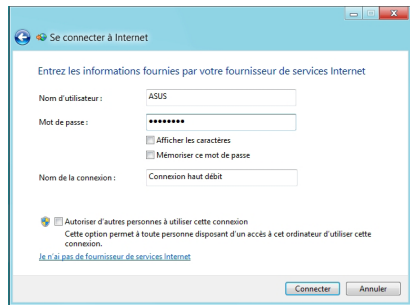 Se connecter à Internet
Entrez les informations fournies par votre fournisseur de services Internet
Nom d'utilisateur :
ASUS
Mot de passe :
••••••••
Afficher les caractères
Mémoriser ce mot de passe
Nom de la connexion :
Connexion haut débit
Autoriser d'autres personnes à utiliser cette connexion
Cette option permet à toute personne disposant d'un accès à cet ordinateur d'utiliser cette
connexion.
Je n'ai pas de fournisseur de services Internet
Connecter
Annuler